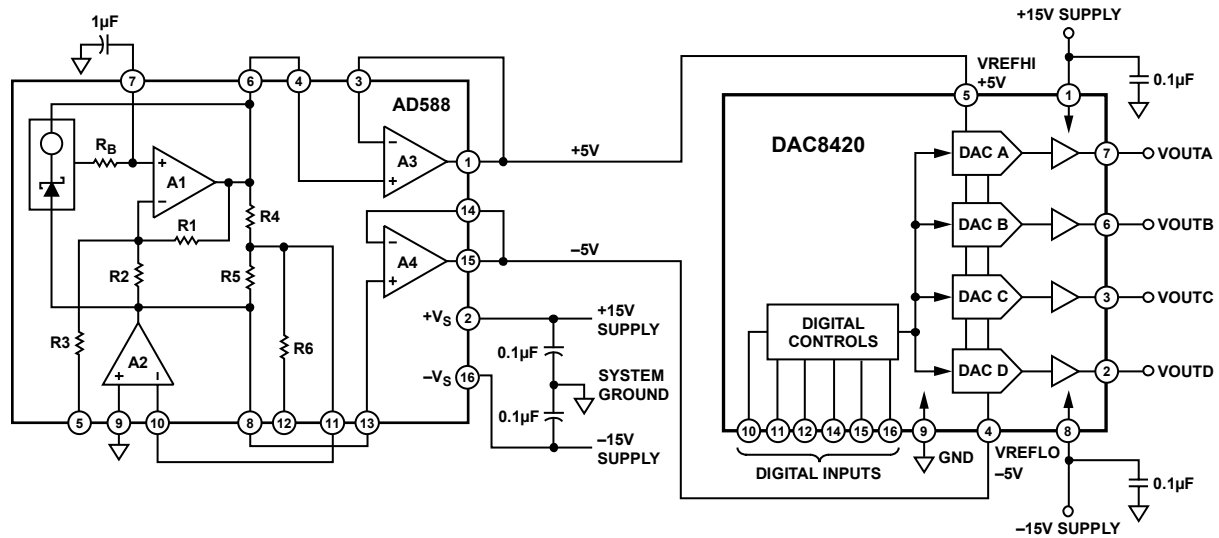 1µF
+15V SUPPLY
7
6
4
3
VREFHI
+5V
0.1µF
AD588
5
1
DAC8420
RB
+
A1
–
–
A3
+
1
+5V
DAC A
7
VOUTA
R4
R1
14
DAC B
6
VOUTB
R2
R5
–
A4
+
15
–5V
DAC C
3
VOUTC
R3
A2
+
–
R6
+VS
2
+15V
SUPPLY
0.1µF
DIGITAL
CONTROLS
–VS
16
SYSTEM
GROUND
0.1µF
DAC D
2
VOUTD
5
9
10
8
12
11
13
–15V
SUPPLY
10
11
12
14
15
16
9
4
8
DIGITAL INPUTS
GND
VREFLO
–5V
0.1µF
–15V SUPPLY